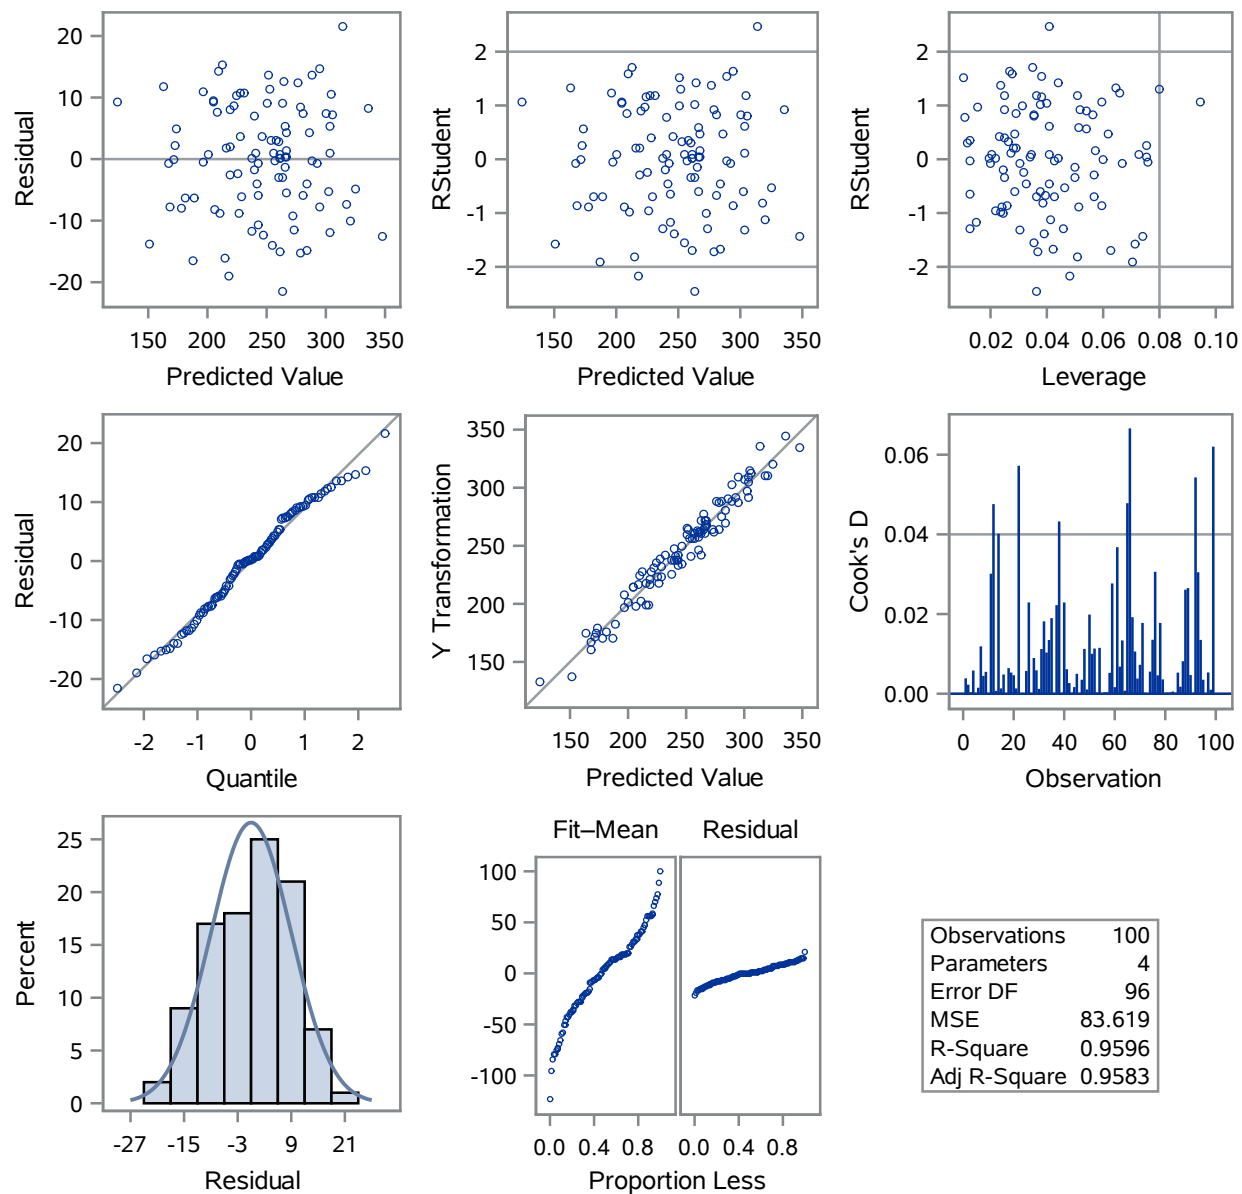 20
10
0
-10
-20
Residual
150 200 250 300 350
Predicted Value
2
1
0
-1
-2
RStudent
150 200 250 300 350
Predicted Value
2
1
0
-1
-2
RStudent
0.02 0.04 0.06 0.08 0.10
Leverage
20
10
0
-10
-20
Residual
-2 -1 0 1 2
Quantile
350
300
250
200
150
Y Transformation
150 200 250 300 350
Predicted Value
0.06
0.04
0.02
0.00
Cook's D
0 20 40 60 80 100
Observation
25
20
15
10
5
0
Percent
-27 -15 -3 9 21
Residual
Fit–Mean Residual
100
50
0
-50
-100
0.0 0.4 0.8 0.0 0.4 0.8
Proportion Less
Observations 100
Parameters 4
Error DF 96
MSE 83.619
R-Square 0.9596
Adj R-Square 0.9583